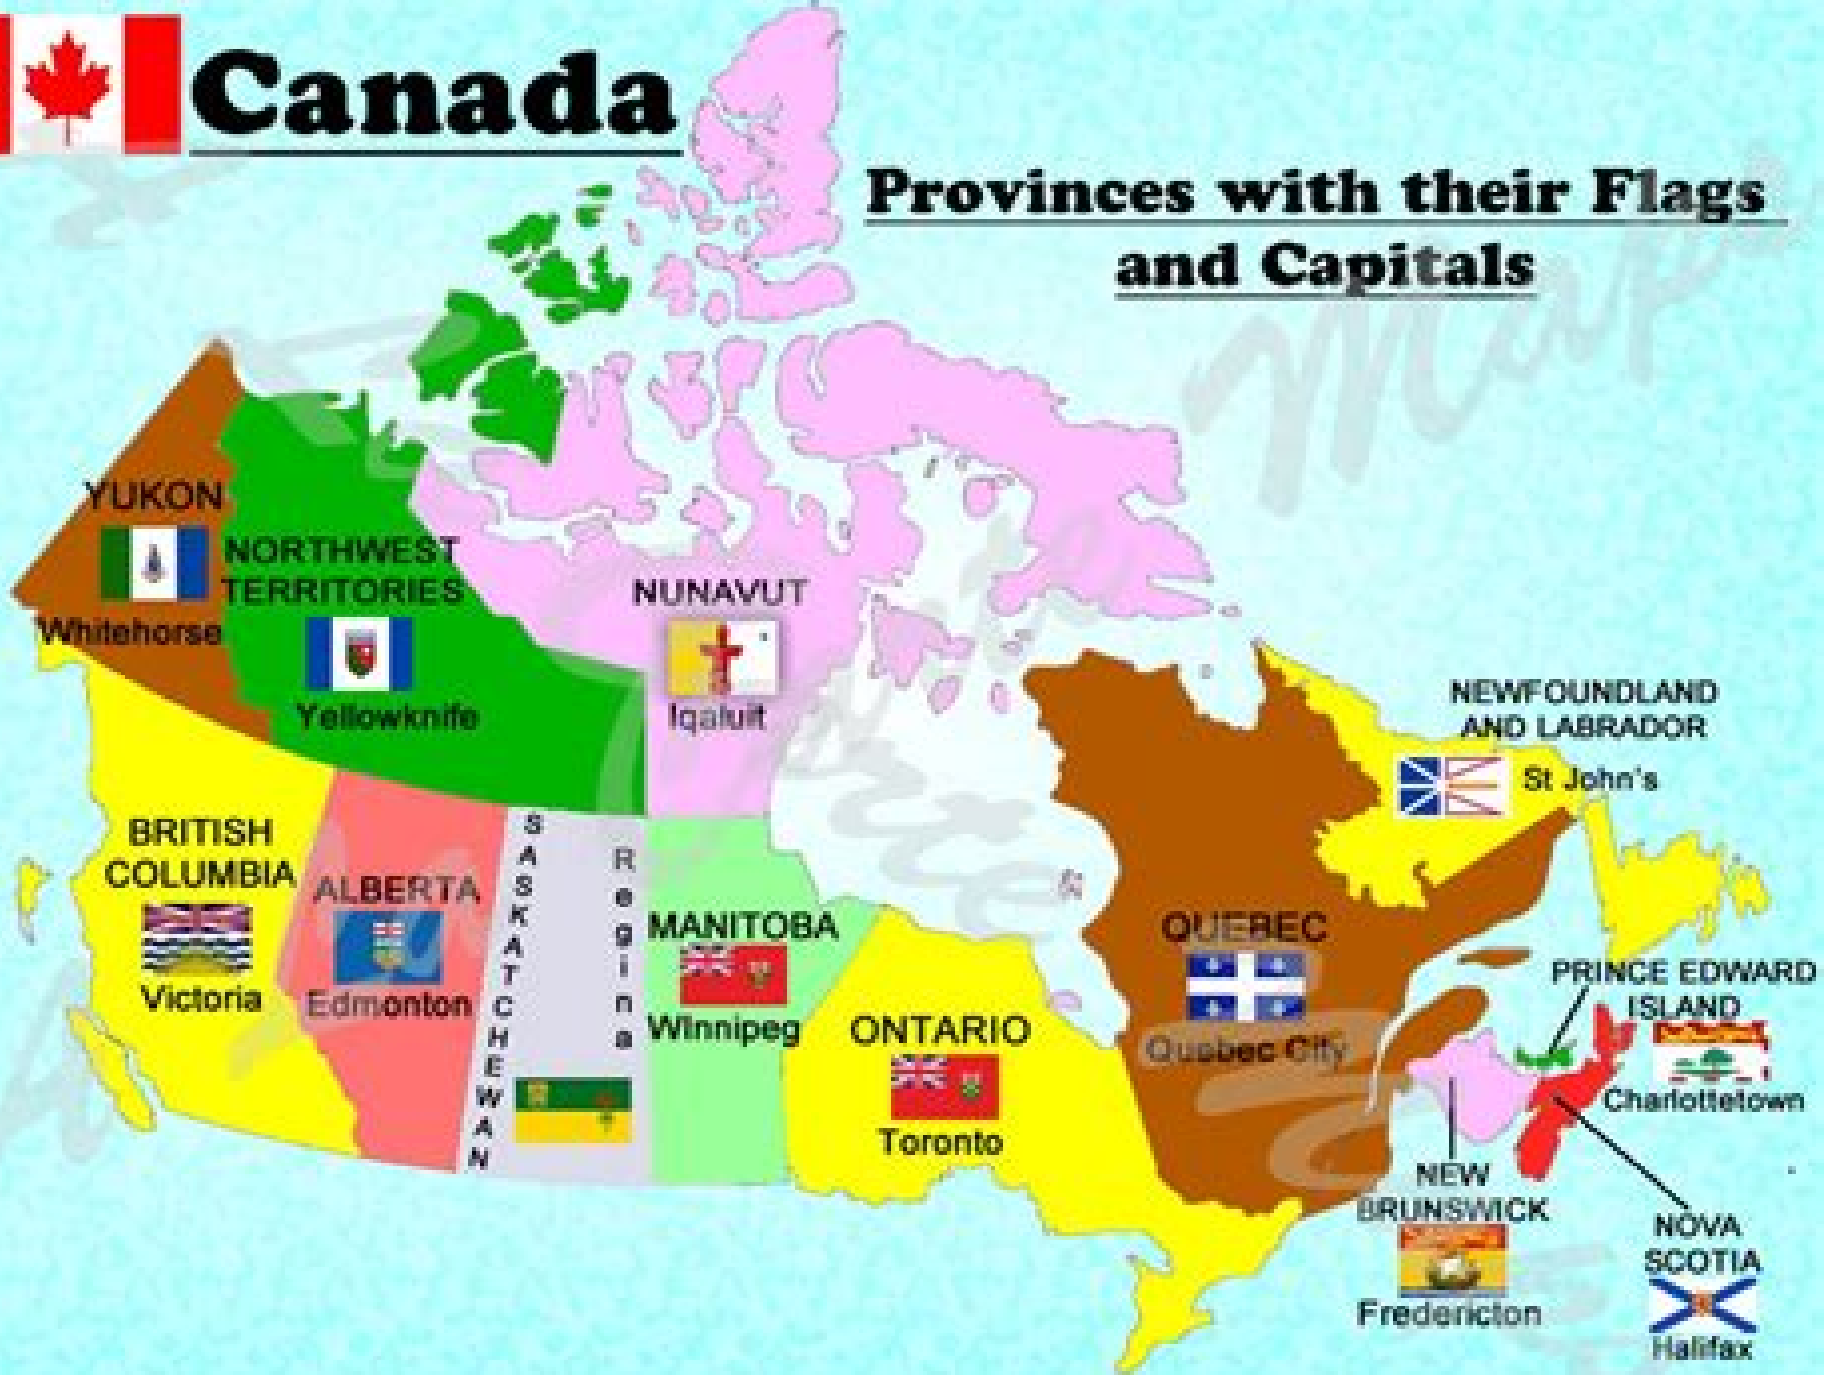 Canada
Provinces with their Flags
and Capitals
YUKON
Whitehorse
NORTHWEST
TERRITORIES
Yellowknife
NUNAVUT
Iqaluit
NEWFOUNDLAND
AND LABRADOR
St John's
BRITISH
COLUMBIA
Victoria
ALBERTA
Edmonton
SASKATCHEWAN
Regina
MANITOBA
Winnipeg
ONTARIO
Toronto
QUEBEC
Quebec City
PRINCE EDWARD
ISLAND
Charlottetown
NEW
BRUNSWICK
Fredericton
NOVA
SCOTIA
Halifax